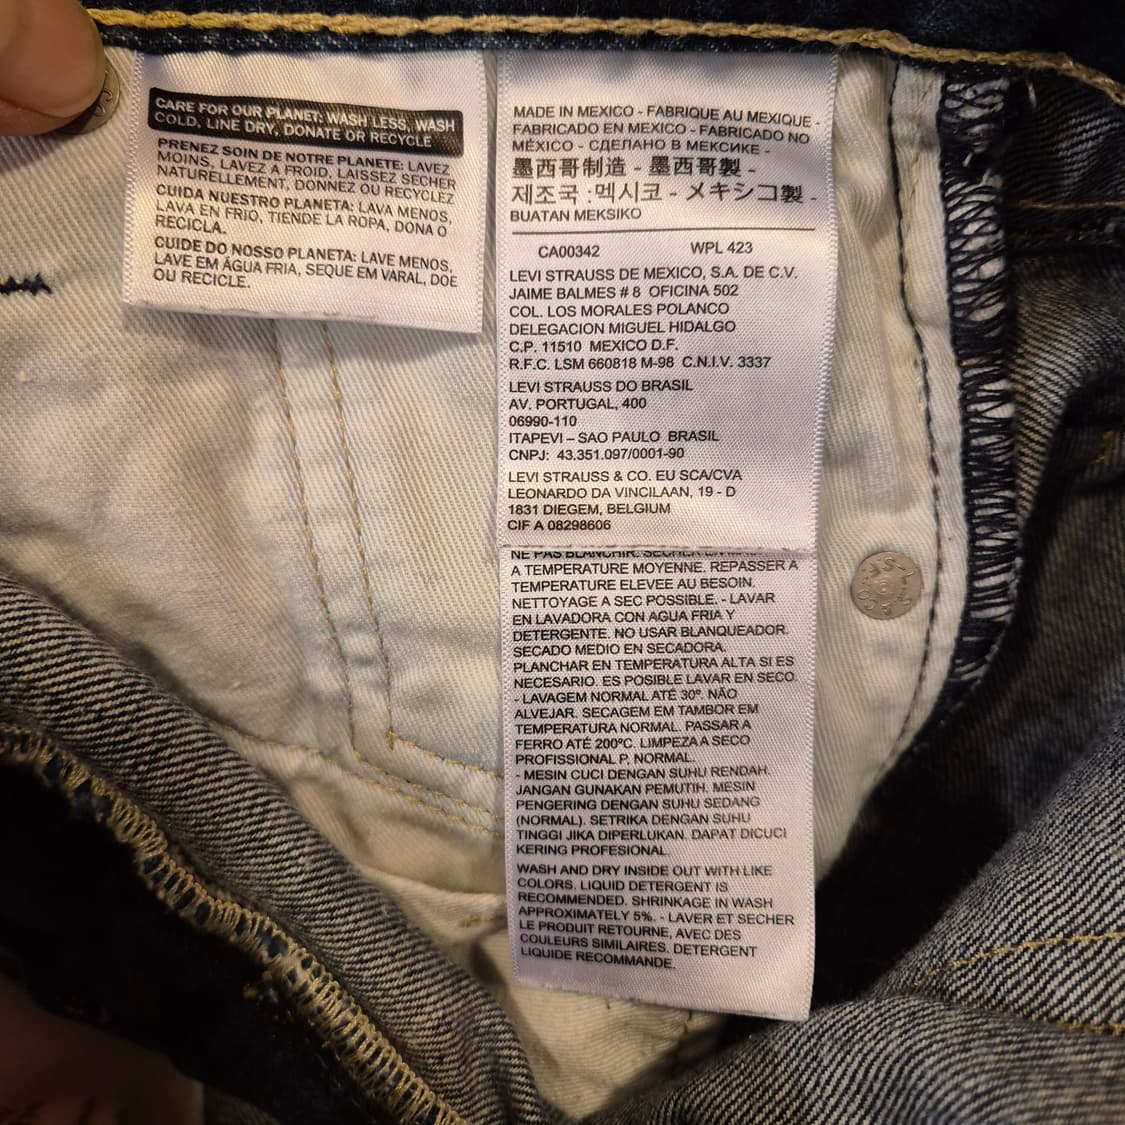 CARE FOR OUR PLANET: WASH LESS, WASH
COLD, LINE DRY, DONATE OR RECYCLE
PRENEZ SOIN DE NOTRE PLANETE: LAVEZ
MOINS, LAVEZ A FROID, LAISSEZ SECHER
NATURELLEMENT, DONNEZ OU RECYCLEZ
CUIDA NUESTRO PLANETA: LAVA MENOS,
LAVA EN FRIO, TIENDE LA ROPA, DONA O
RECICLA.
CUIDE DO NOSSO PLANETA: LAVE MENOS,
LAVE EM ÁGUA FRIA, SEQUE EM VARAL, DOE
OU RECICLE.
MADE IN MEXICO - FABRIQUE AU MEXIQUE -
FABRICADO EN MEXICO - FABRICADO NO
MÉXICO - СДЕЛАНО В МЕКСИКЕ -
墨西哥制造 - 墨西哥製 -
제조국 :멕시코 - メキシコ製 -
BUATAN MEKSIKO
CA00342 WPL 423
LEVI STRAUSS DE MEXICO, S.A. DE C.V.
JAIME BALMES # 8 OFICINA 502
COL. LOS MORALES POLANCO
DELEGACION MIGUEL HIDALGO
C.P. 11510 MEXICO D.F.
R.F.C. LSM 660818 M-98 C.N.I.V. 3337
LEVI STRAUSS DO BRASIL
AV. PORTUGAL, 400
06990-110
ITAPEVI – SAO PAULO BRASIL
CNPJ: 43.351.097/0001-90
LEVI STRAUSS & CO. EU SCA/CVA
LEONARDO DA VINCILAAN, 19 - D
1831 DIEGEM, BELGIUM
CIF A 08298606
NE PAS BLANCHIR. SECHER
A TEMPERATURE MOYENNE. REPASSER A
TEMPERATURE ELEVEE AU BESOIN.
NETTOYAGE A SEC POSSIBLE. - LAVAR
EN LAVADORA CON AGUA FRIA Y
DETERGENTE. NO USAR BLANQUEADOR.
SECADO MEDIO EN SECADORA.
PLANCHAR EN TEMPERATURA ALTA SI ES
NECESARIO. ES POSIBLE LAVAR EN SECO.
- LAVAGEM NORMAL ATÉ 30º. NÃO
ALVEJAR. SECAGEM EM TAMBOR EM
TEMPERATURA NORMAL. PASSAR A
FERRO ATÉ 200ºC. LIMPEZA A SECO
PROFISSIONAL P, NORMAL.
- MESIN CUCI DENGAN SUHU RENDAH.
JANGAN GUNAKAN PEMUTIH. MESIN
PENGERING DENGAN SUHU SEDANG
(NORMAL). SETRIKA DENGAN SUHU
TINGGI JIKA DIPERLUKAN. DAPAT DICUCI
KERING PROFESIONAL.
WASH AND DRY INSIDE OUT WITH LIKE
COLORS. LIQUID DETERGENT IS
RECOMMENDED. SHRINKAGE IN WASH
APPROXIMATELY 5%. - LAVER ET SECHER
LE PRODUIT RETOURNE, AVEC DES
COULEURS SIMILAIRES. DETERGENT
LIQUIDE RECOMMANDE.